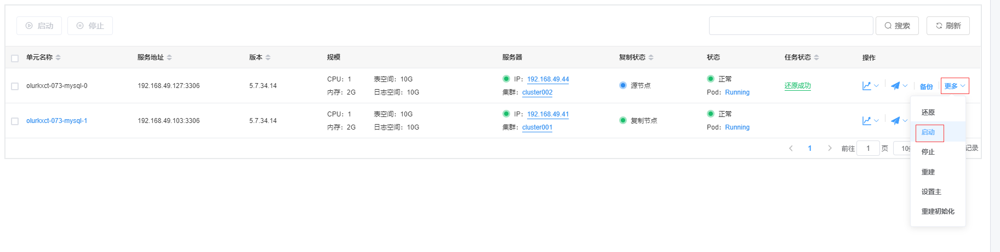 启动 停止 搜索 刷新
单元名称 服务地址 版本 规模 服务器 复制状态 状态 任务状态 操作
CPU：1 表空间：10G IP：192.168.49.44 正常
olurkxct-073-mysql-0 192.168.49.127:3306 5.7.34.14 源节点 还原成功 备份 更多
内存：2G 日志空间：10G 集群：cluster002 Pod：Running
CPU：1 表空间：10G IP：192.168.49.41 正常
olurkxct-073-mysql-1 192.168.49.103:3306 5.7.34.14 复制节点
内存：2G 日志空间：10G 集群：cluster001 Pod：Running
1 前往 1 页 10 记录
还原
启动
停止
重建
设置主
重建初始化